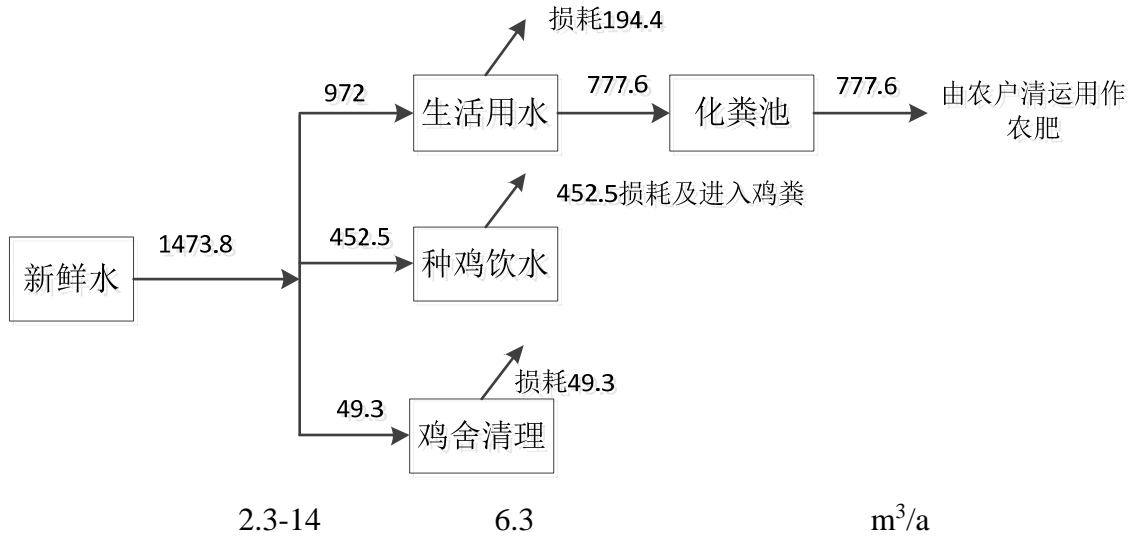 损耗194.4
972
生活用水
777.6
化粪池
777.6
由农户清运用作
农肥
452.5损耗及进入鸡粪
新鲜水
1473.8
452.5
种鸡饮水
损耗49.3
49.3
鸡舍清理
2.3-14 6.3 m³/a